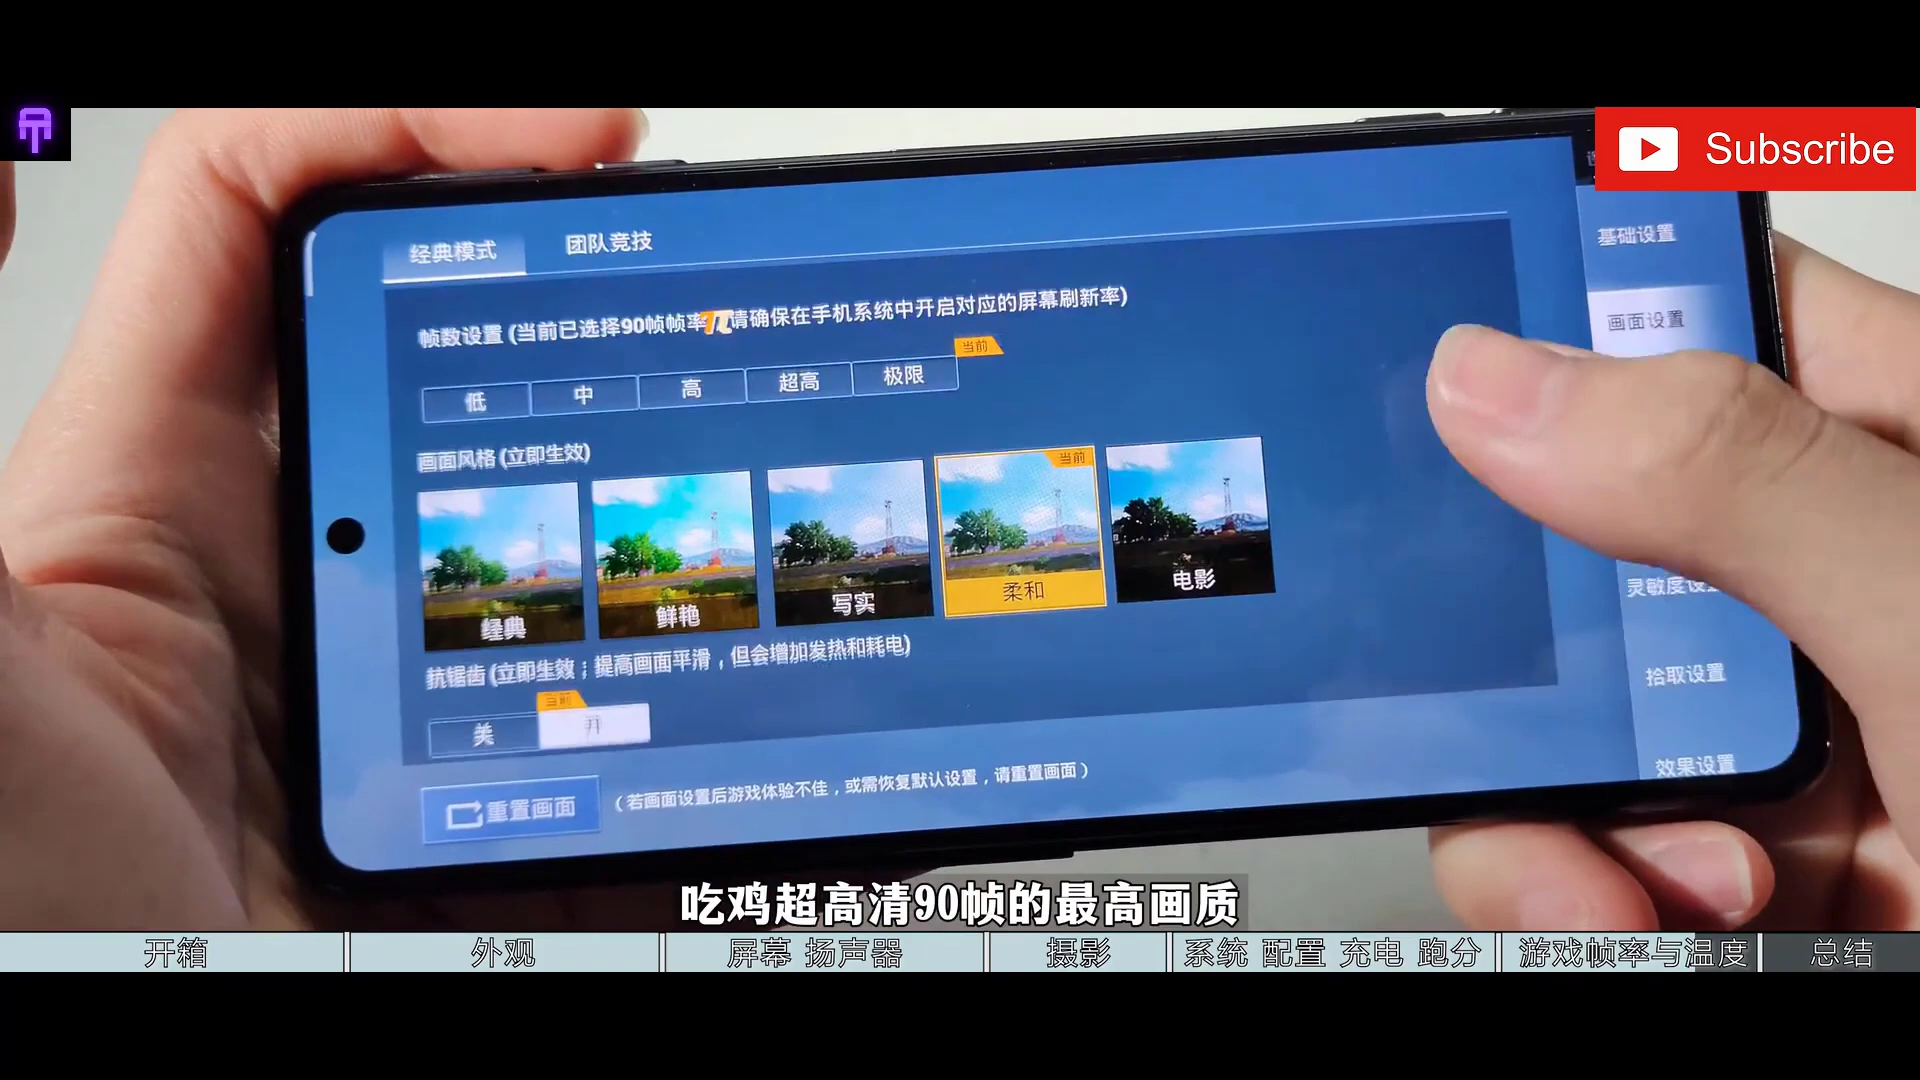 Subscribe
经典模式
团队竞技
基础设置
画面设置
灵敏度设
拾取设置
效果设置
帧数设置 (当前已选择90帧帧率 请确保在手机系统中开启对应的屏幕刷新率)
当前
低
中
高
超高
极限
画面风格 (立即生效)
当前
经典
鲜艳
写实
柔和
电影
抗锯齿 (立即生效；提高画面平滑，但会增加发热和耗电)
当前
关
开
重置画面
(若画面设置后游戏体验不佳，或需恢复默认设置，请重置画面)
吃鸡超高清90帧的最高画质
开箱
外观
屏幕 扬声器
摄影
系统 配置 充电 跑分
游戏帧率与温度
总结